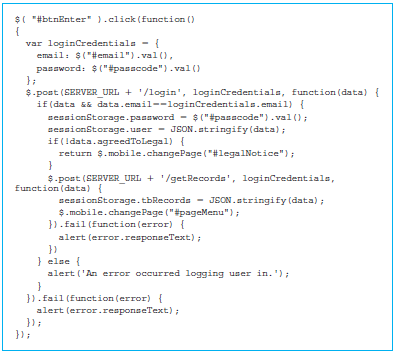 $( "#btnEnter" ).click(function()
{
var loginCredentials = {
email: $("#email").val(),
password: $("#passcode").val()
};
$.post(SERVER_URL + '/login', loginCredentials, function(data) {
if(data && data.email==loginCredentials.email) {
sessionStorage.password = $("#passcode").val();
sessionStorage.user = JSON.stringify(data);
if(!data.agreedToLegal) {
return $.mobile.changePage("#legalNotice");
}
$.post(SERVER_URL + '/getRecords', loginCredentials,
function(data) {
sessionStorage.tbRecords = JSON.stringify(data);
$.mobile.changePage("#pageMenu");
}).fail(function(error) {
alert(error.responseText);
})
} else {
alert('An error occurred logging user in.');
}
}).fail(function(error) {
alert(error.responseText);
});
});